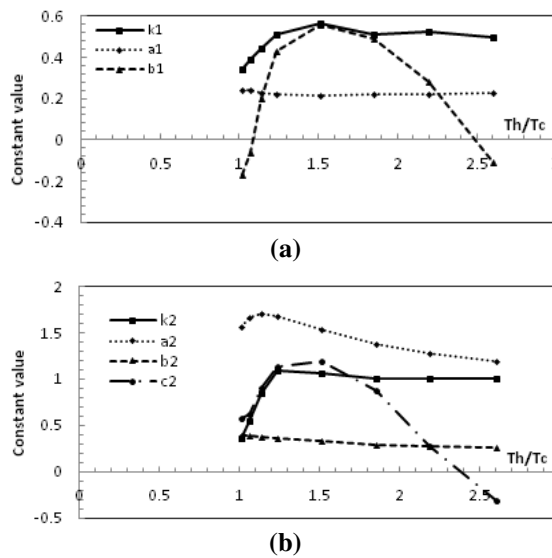 0.6
k1
a1
b1
0.4
0.2
0
-0.2
-0.4
Constant value
Th/Tc
0 0.5 1 1.5 2 2.5
(a)
2
k2
a2
b2
c2
1.5
1
0.5
0
-0.5
Constant value
Th/Tc
0 0.5 1 1.5 2 2.5
(b)